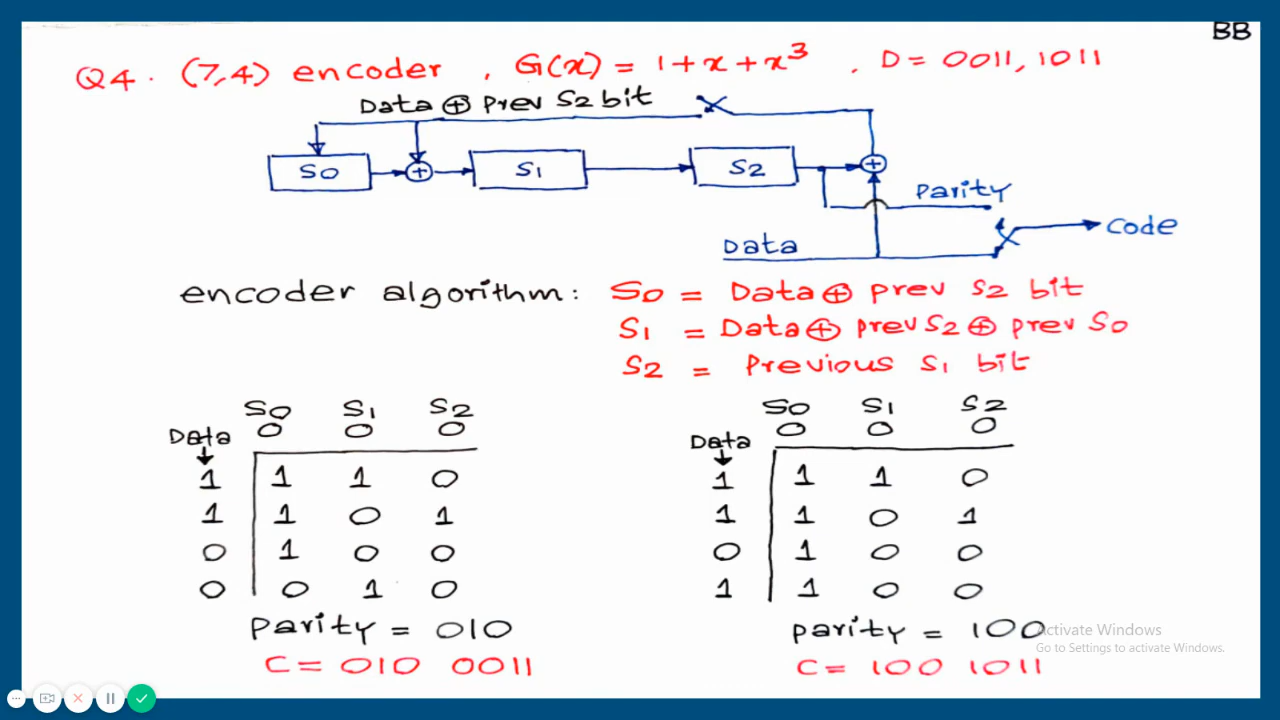 BB
Q4. (7,4) encoder, G(x) = 1+x+x³, D = 0011, 1011
Data ⊕ prev S2 bit
S0 ⊕ S1 S2 ⊕
Parity
Code
Data
encoder algorithm: S0 = Data ⊕ prev S2 bit
S1 = Data ⊕ prev S2 ⊕ prev S0
S2 = Previous S1 bit
S0 S1 S2
Data 0 0 0
1 1 1 0
1 1 0 1
0 1 0 0
0 0 1 0
Parity = 010
C = 010 0011
S0 S1 S2
Data 0 0 0
1 1 1 0
1 1 0 1
0 1 0 0
1 1 0 0
parity = 100
C = 100 1011
Activate Windows
Go to Settings to activate Windows.